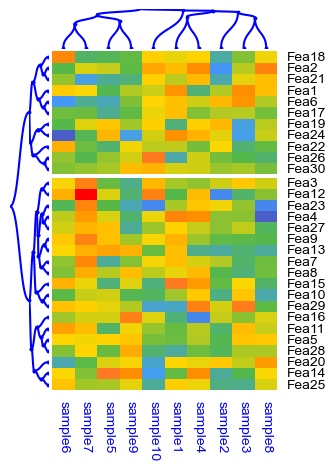 Fea18
Fea2
Fea21
Fea1
Fea6
Fea17
Fea19
Fea24
Fea22
Fea26
Fea30
Fea3
Fea12
Fea23
Fea4
Fea27
Fea9
Fea13
Fea7
Fea8
Fea15
Fea10
Fea29
Fea16
Fea11
Fea5
Fea28
Fea20
Fea14
Fea25
sample6
sample7
sample5
sample9
sample10
sample1
sample4
sample2
sample3
sample8